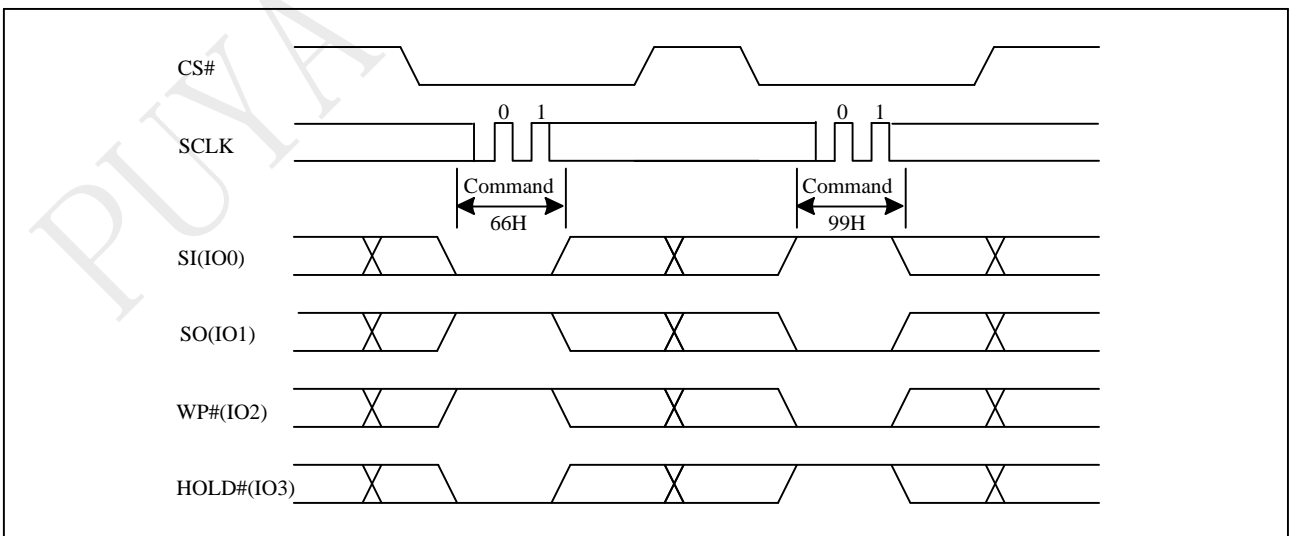 PUYA
CS#
0 1 0 1
SCLK
Command Command
66H 99H
SI(IO0)
SO(IO1)
WP#(IO2)
HOLD#(IO3)